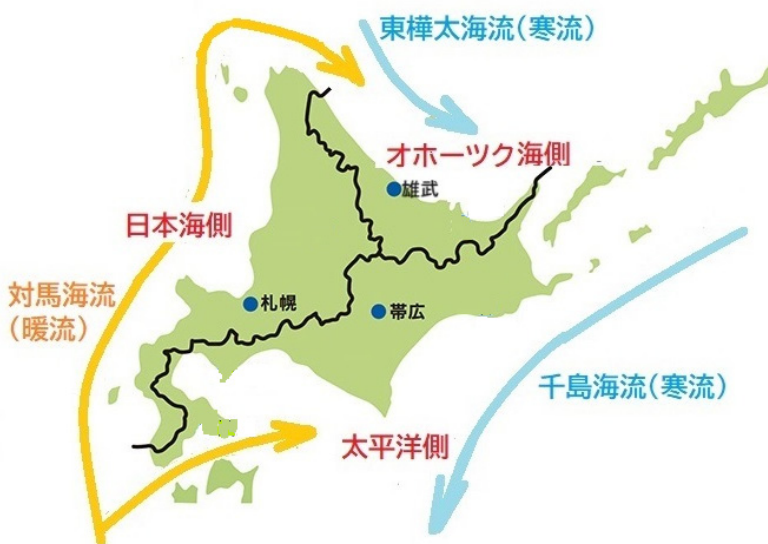 東樺太海流(寒流)
オホーツク海側
雄武
日本海側
対馬海流
(暖流)
札幌
帯広
千島海流(寒流)
太平洋側